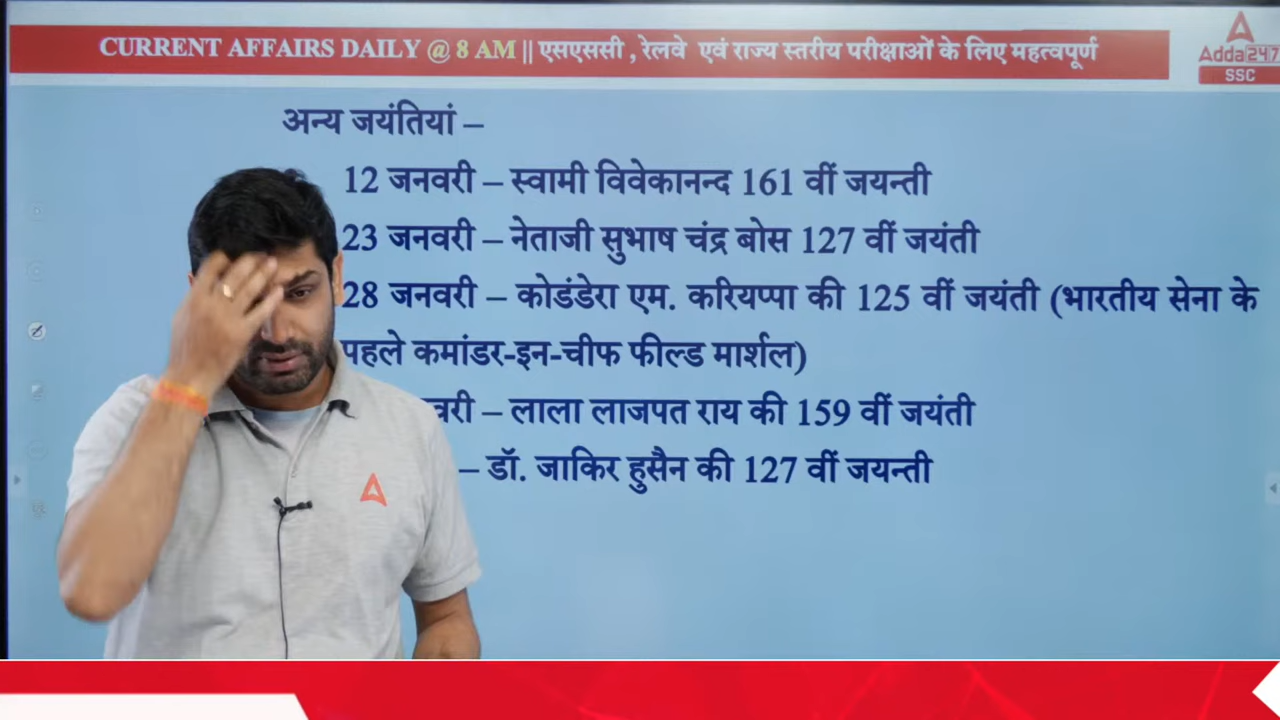 CURRENT AFFAIRS DAILY @ 8 AM || एसएससी , रेलवे एवं राज्य स्तरीय परीक्षाओं के लिए महत्वपूर्ण
Adda 247
SSC
अन्य जयंतियां –
12 जनवरी – स्वामी विवेकानन्द 161 वीं जयन्ती
23 जनवरी – नेताजी सुभाष चंद्र बोस 127 वीं जयंती
28 जनवरी – कोडंडेरा एम. करियप्पा की 125 वीं जयंती (भारतीय सेना के
पहले कमांडर-इन-चीफ फील्ड मार्शल)
– लाला लाजपत राय की 159 वीं जयंती
– डॉ. जाकिर हुसैन की 127 वीं जयन्ती